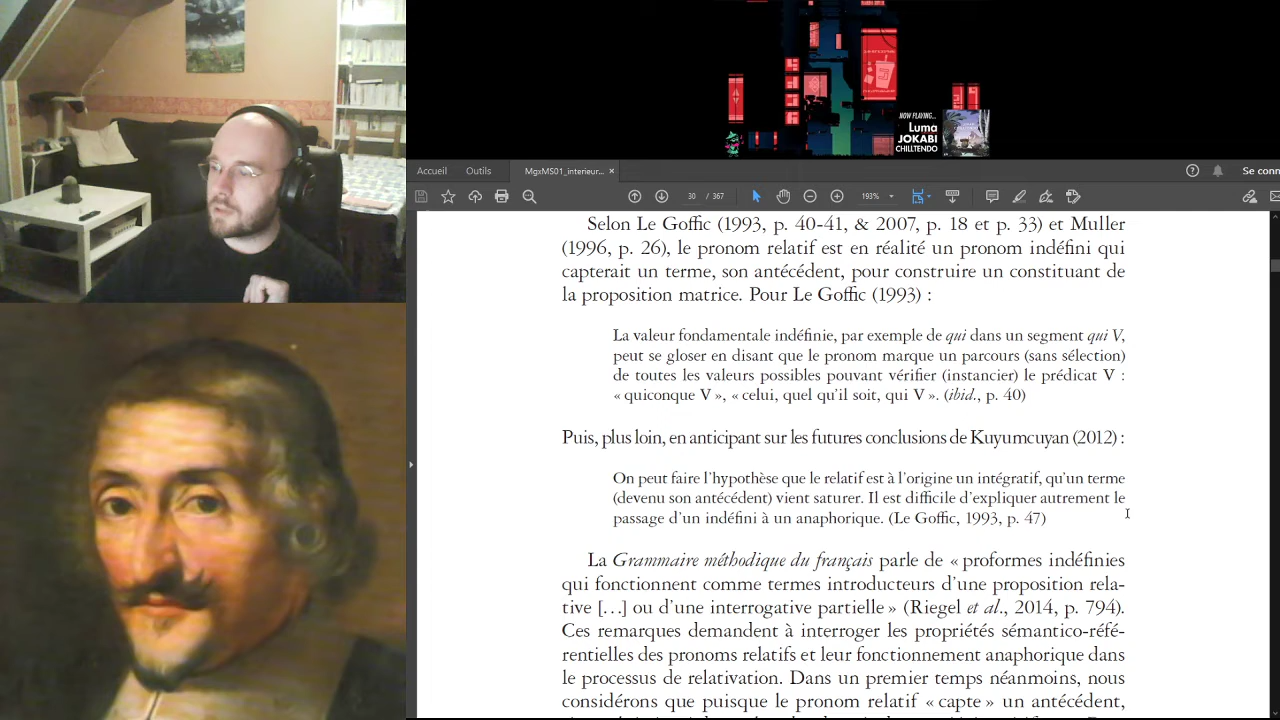 NOW PLAYING...
Luma
JOKABI
CHILLTENDO
Accueil
Outils
MgxMS01_interieur...
Se conn
30 / 367
193%
Selon Le Goffic (1993, p. 40-41, & 2007, p. 18 et p. 33) et Muller
(1996, p. 26), le pronom relatif est en réalité un pronom indéfini qui
capterait un terme, son antécédent, pour construire un constituant de
la proposition matrice. Pour Le Goffic (1993) :
La valeur fondamentale indéfinie, par exemple de qui dans un segment qui V,
peut se gloser en disant que le pronom marque un parcours (sans sélection)
de toutes les valeurs possibles pouvant vérifier (instancier) le prédicat V :
« quiconque V », « celui, quel qu'il soit, qui V ». (ibid., p. 40)
Puis, plus loin, en anticipant sur les futures conclusions de Kuyumcuyan (2012) :
On peut faire l'hypothèse que le relatif est à l'origine un intégratif, qu'un terme
(devenu son antécédent) vient saturer. Il est difficile d'expliquer autrement le
passage d'un indéfini à un anaphorique. (Le Goffic, 1993, p. 47)
La Grammaire méthodique du français parle de « proformes indéfinies
qui fonctionnent comme termes introducteurs d'une proposition rela-
tive [...] ou d'une interrogative partielle » (Riegel et al., 2014, p. 794).
Ces remarques demandent à interroger les propriétés sémantico-réfé-
rentielles des pronoms relatifs et leur fonctionnement anaphorique dans
le processus de relativation. Dans un premier temps néanmoins, nous
considérons que puisque le pronom relatif « capte » un antécédent,